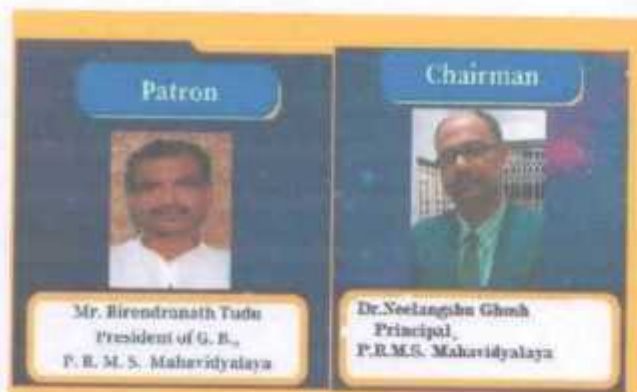 Patron
Mr. Birendranath Tudu
President of G. B.,
P. R. M. S. Mahavidyalaya
Chairman
Dr.Neelangshu Ghosh
Principal,
P.R.M.S. Mahavidyalaya